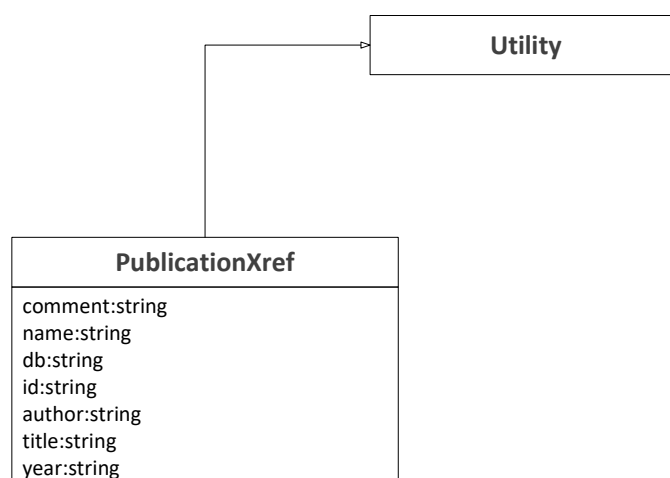 Utility
PublicationXref
comment:string
name:string
db:string
id:string
author:string
title:string
year:string